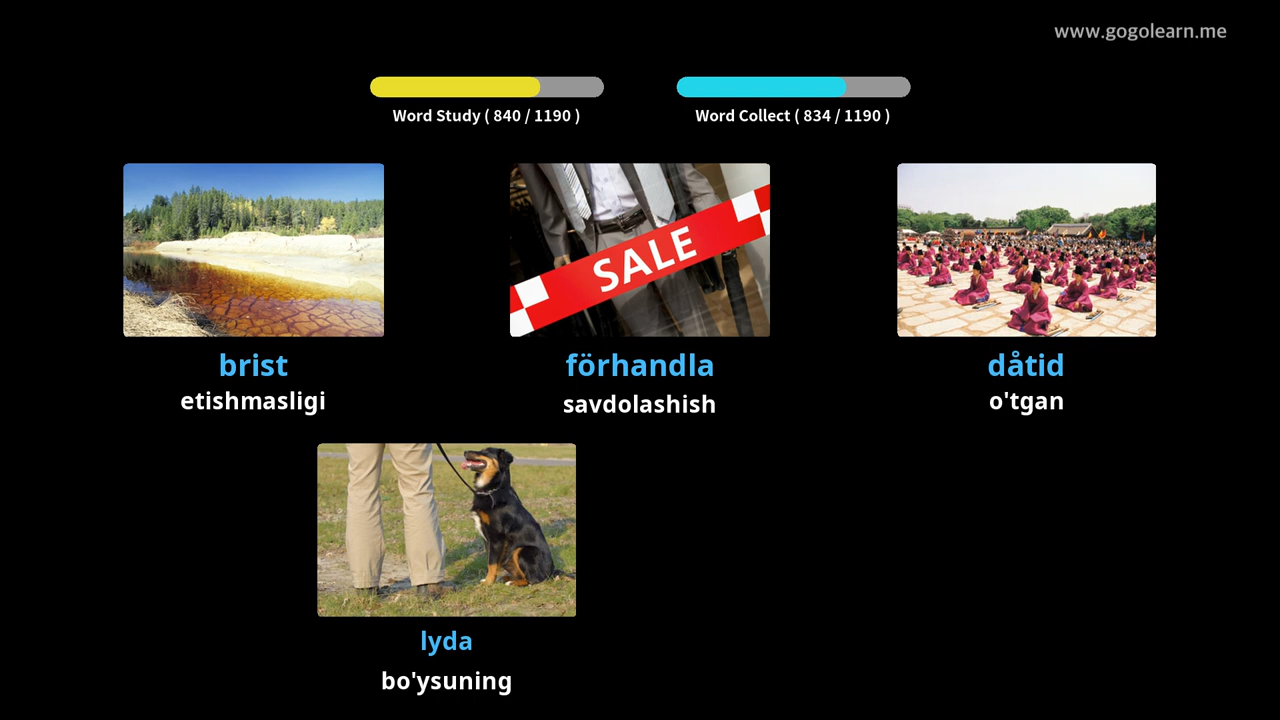 www.gogolearn.me
Word Study ( 840 / 1190 )
Word Collect ( 834 / 1190 )
SALE
brist
etishmasligi
förhandla
savdolashish
dåtid
o'tgan
lyda
bo'ysuning